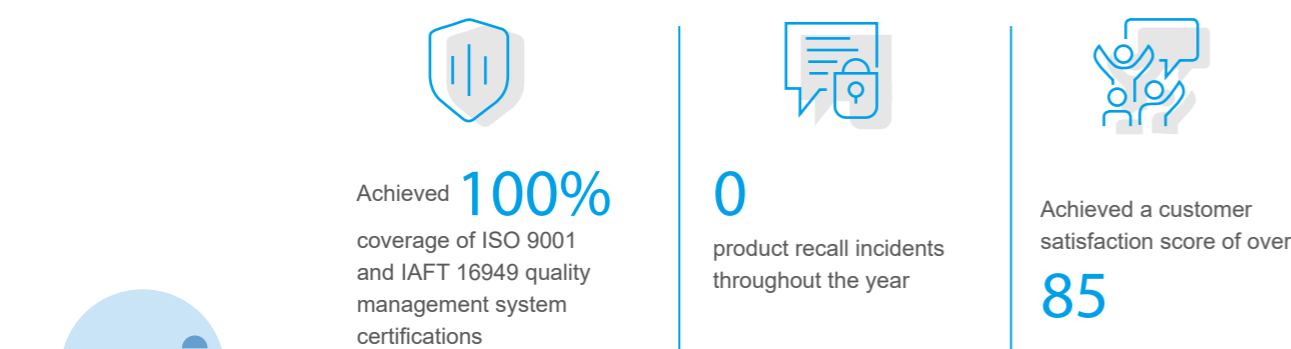 Achieved 100%
coverage of ISO 9001
and IAFT 16949 quality
management system
certifications
0
product recall incidents
throughout the year
Achieved a customer
satisfaction score of over
85